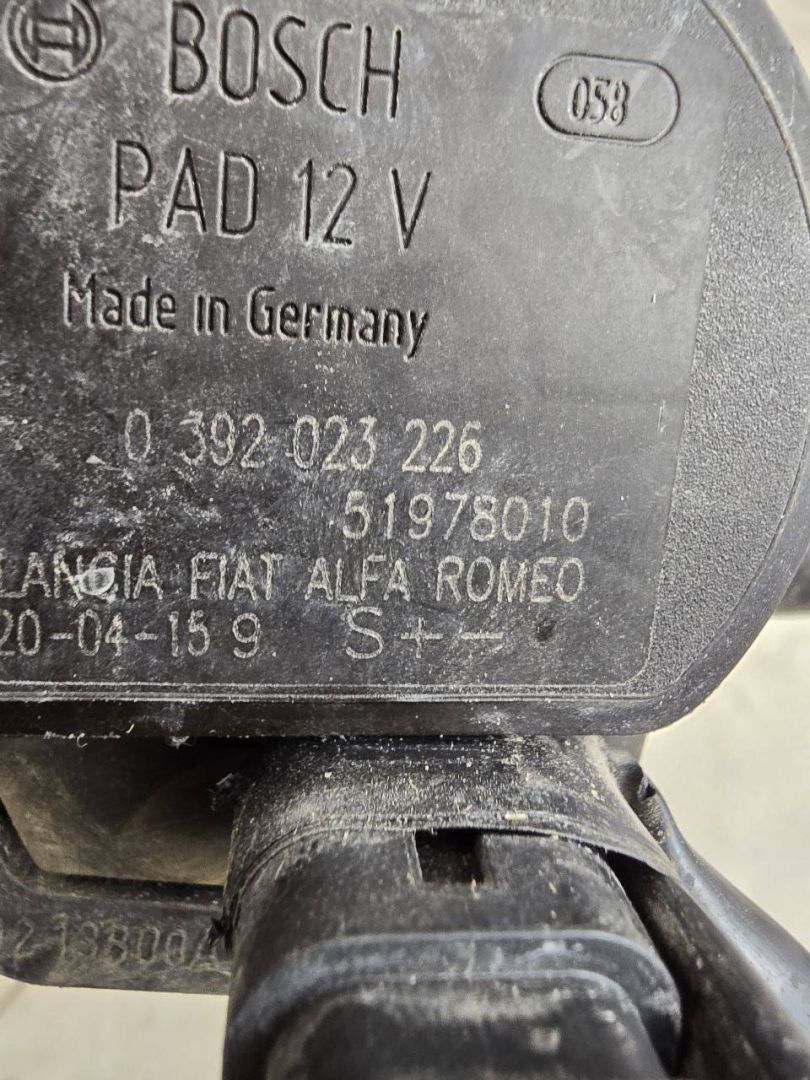 BOSCH
058
PAD 12 V
Made in Germany
0 392 023 226
51978010
LANCIA FIAT ALFA ROMEO
20-04-15 9 S + -